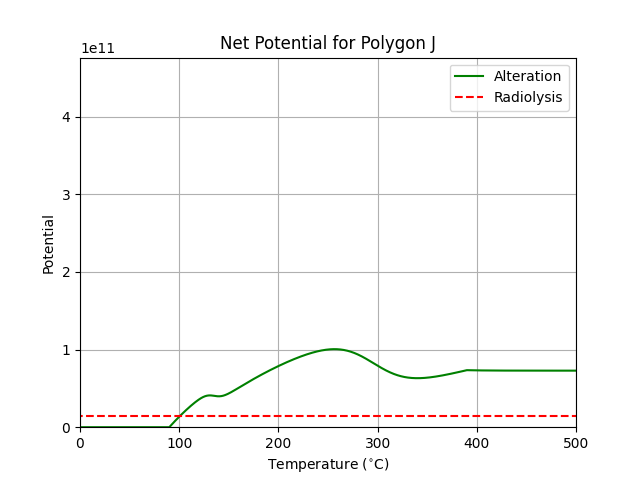 Net Potential for Polygon J
1e11
Alteration
Radiolysis
4
3
2
1
0
Potential
0 100 200 300 400 500
Temperature (°C)